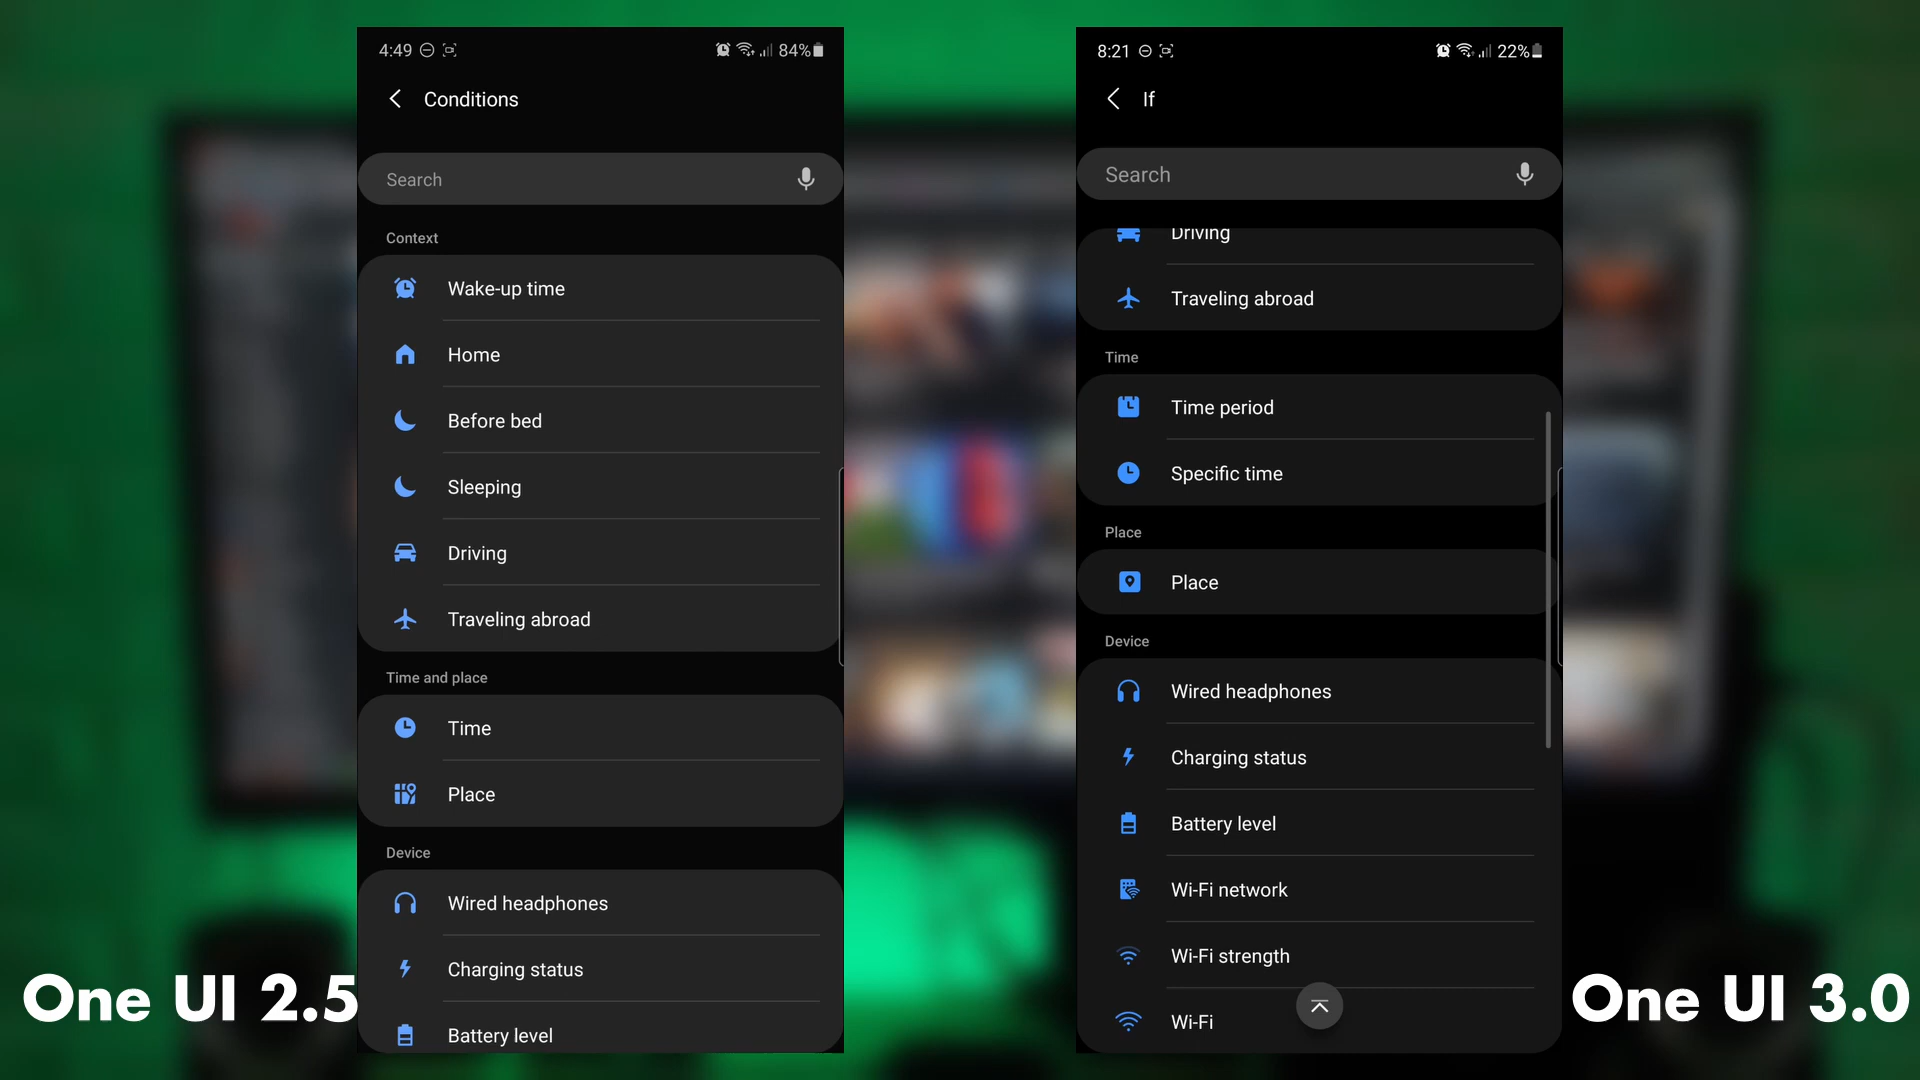 4:49
84%
Conditions
Search
Context
Wake-up time
Home
Before bed
Sleeping
Driving
Traveling abroad
Time and place
Time
Place
Device
Wired headphones
Charging status
Battery level
One UI 2.5
8:21
22%
If
Search
Driving
Traveling abroad
Time
Time period
Specific time
Place
Place
Device
Wired headphones
Charging status
Battery level
Wi-Fi network
Wi-Fi strength
Wi-Fi
One UI 3.0